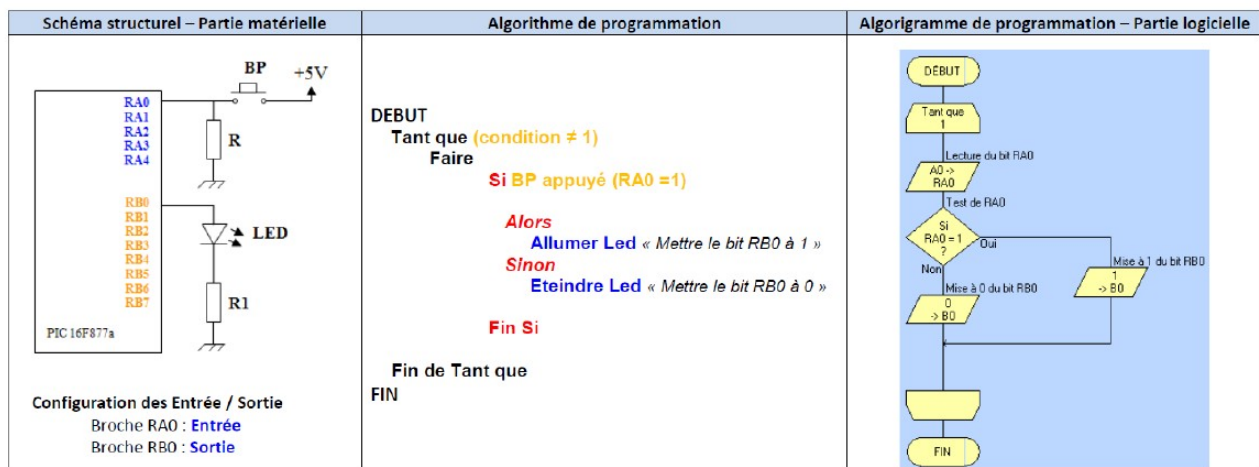 Schéma structurel – Partie matérielle
BP
+5V
RA0
RA1
RA2
RA3
RA4
R
RB0
RB1
RB2
RB3
RB4
RB5
RB6
RB7
LED
R1
PIC 16F877a
Configuration des Entrée / Sortie
Broche RA0 : Entrée
Broche RB0 : Sortie
Algorithme de programmation
DEBUT
Tant que (condition ≠ 1)
Faire
Si BP appuyé (RA0 =1)
Alors
Allumer Led « Mettre le bit RB0 à 1 »
Sinon
Eteindre Led « Mettre le bit RB0 à 0 »
Fin Si
Fin de Tant que
FIN
Algorigramme de programmation – Partie logicielle
DÉBUT
Tant que
1
Lecture du bit RA0
A0 ->
RA0
Test de RA0
Si
RA0 = 1
?
Oui
Non
Mise à 1 du bit RB0
1
-> B0
Mise à 0 du bit RB0
0
-> B0
FIN